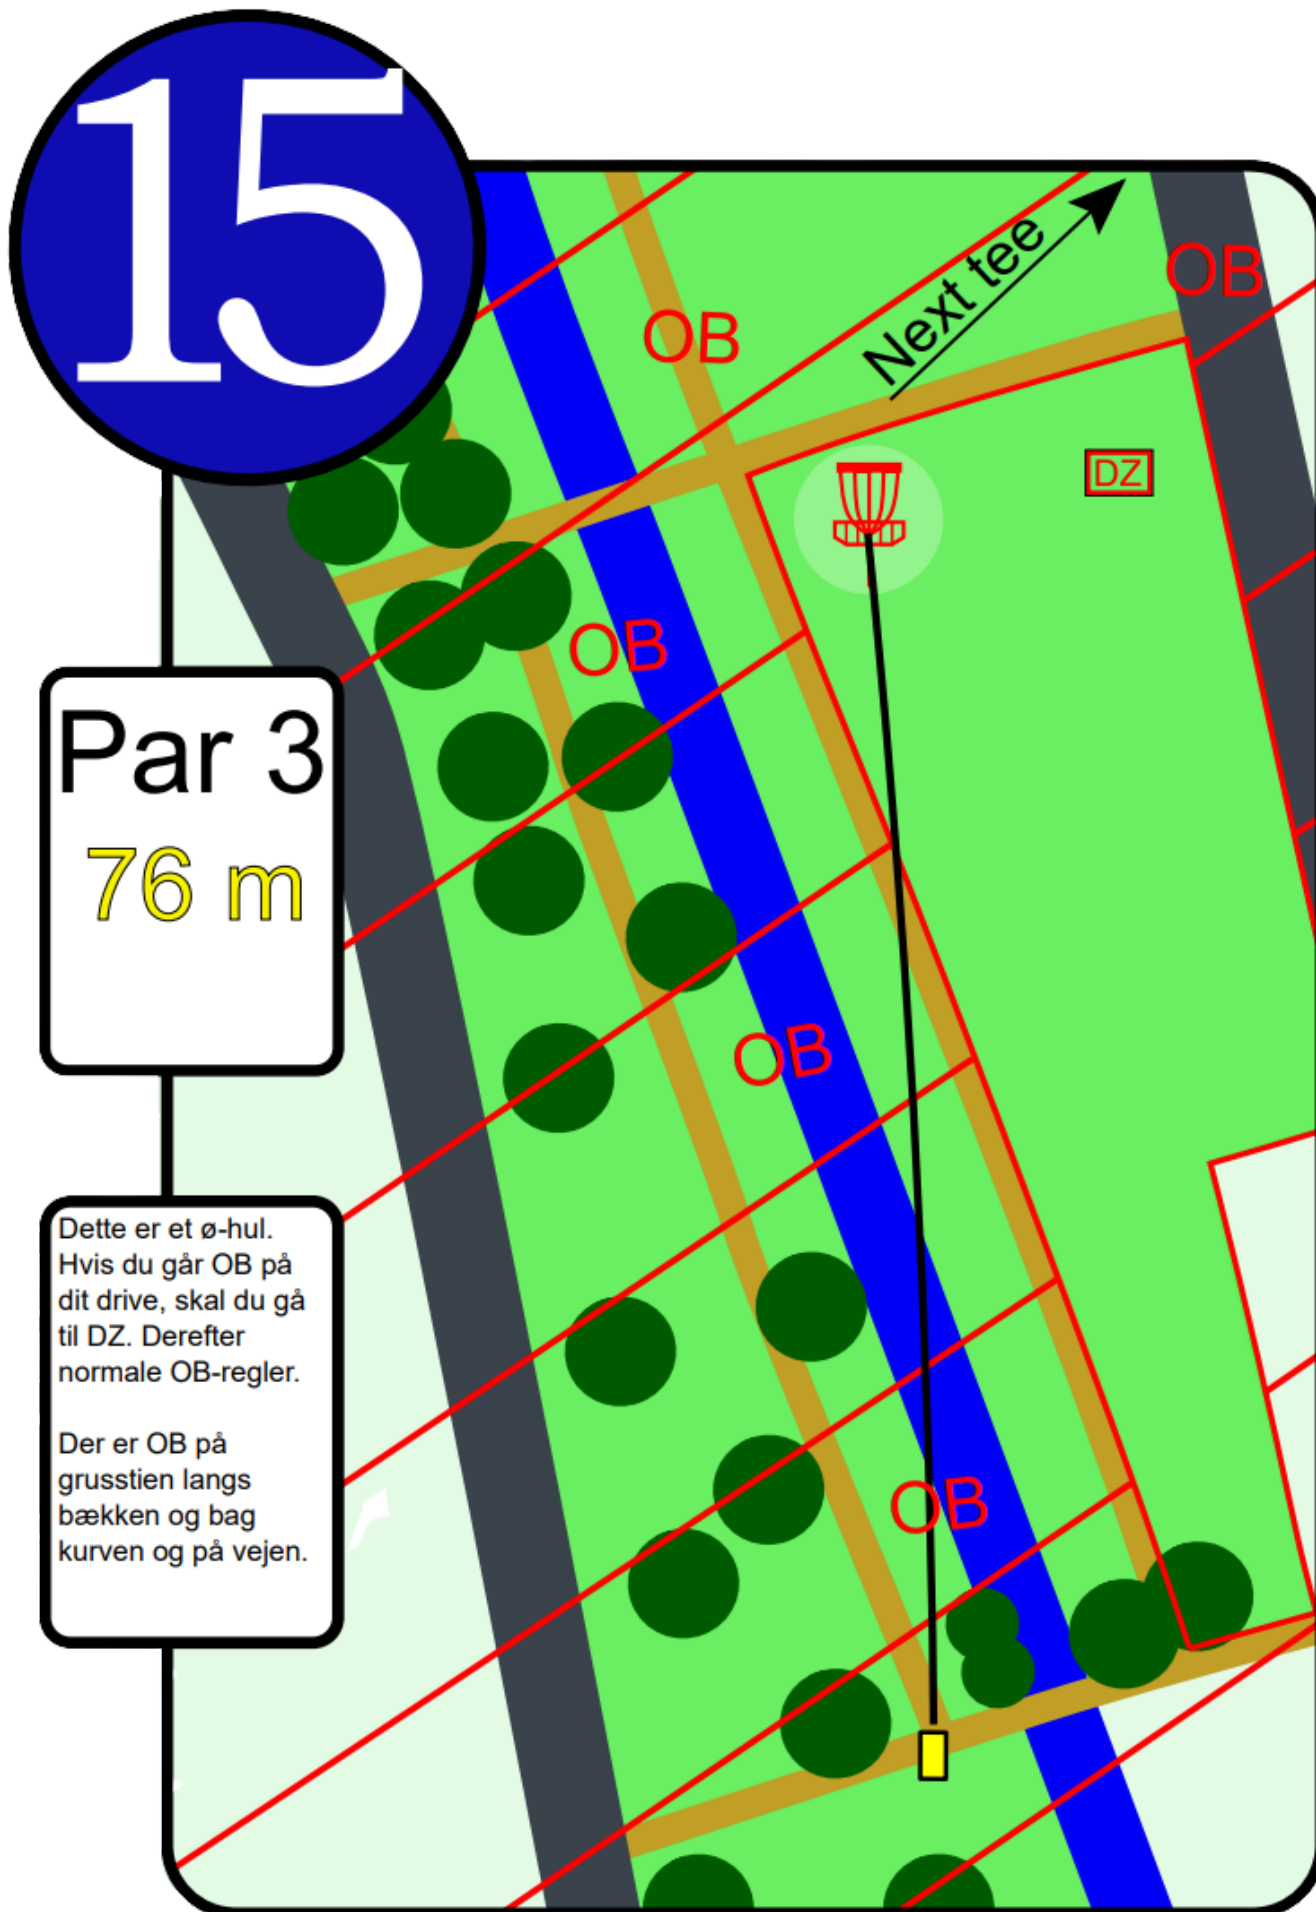 15
Next tee
OB
OB
DZ
OB
Par 3
76 m
OB
Dette er et ø-hul.
Hvis du går OB på
dit drive, skal du gå
til DZ. Derefter
normale OB-regler.
Der er OB på
grusstien langs
bækken og bag
kurven og på vejen.
OB